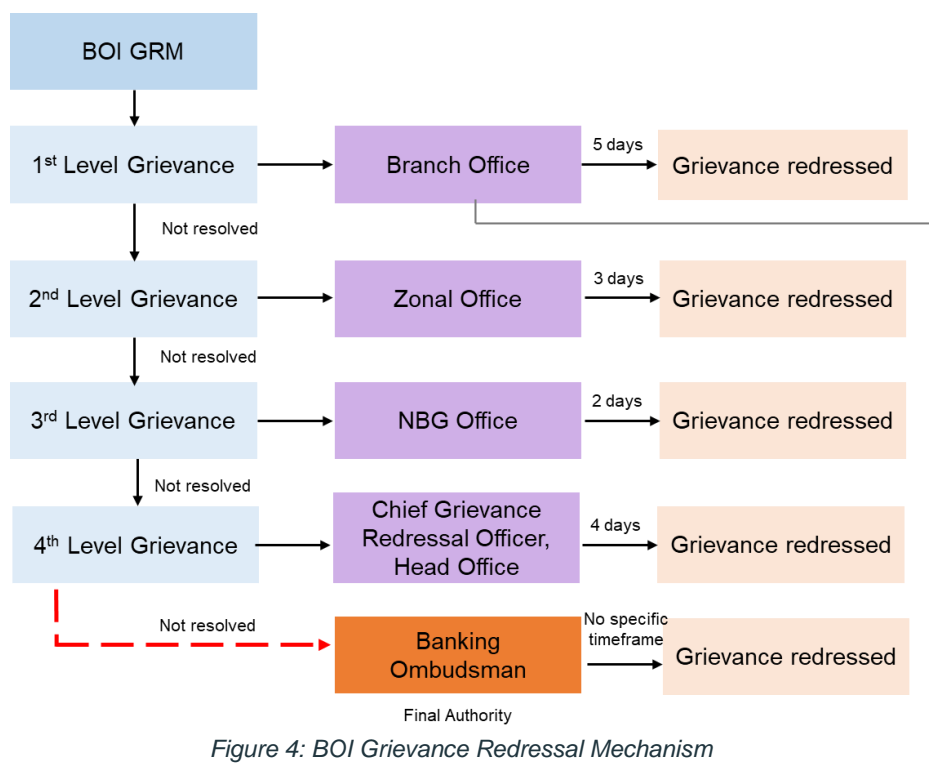 BOI GRM
1st Level Grievance
Branch Office
5 days
Grievance redressed
Not resolved
2nd Level Grievance
Zonal Office
3 days
Grievance redressed
Not resolved
3rd Level Grievance
NBG Office
2 days
Grievance redressed
Not resolved
4th Level Grievance
Chief Grievance
Redressal Officer,
Head Office
4 days
Grievance redressed
Not resolved
Banking
Ombudsman
No specific
timeframe
Grievance redressed
Final Authority
Figure 4: BOI Grievance Redressal Mechanism